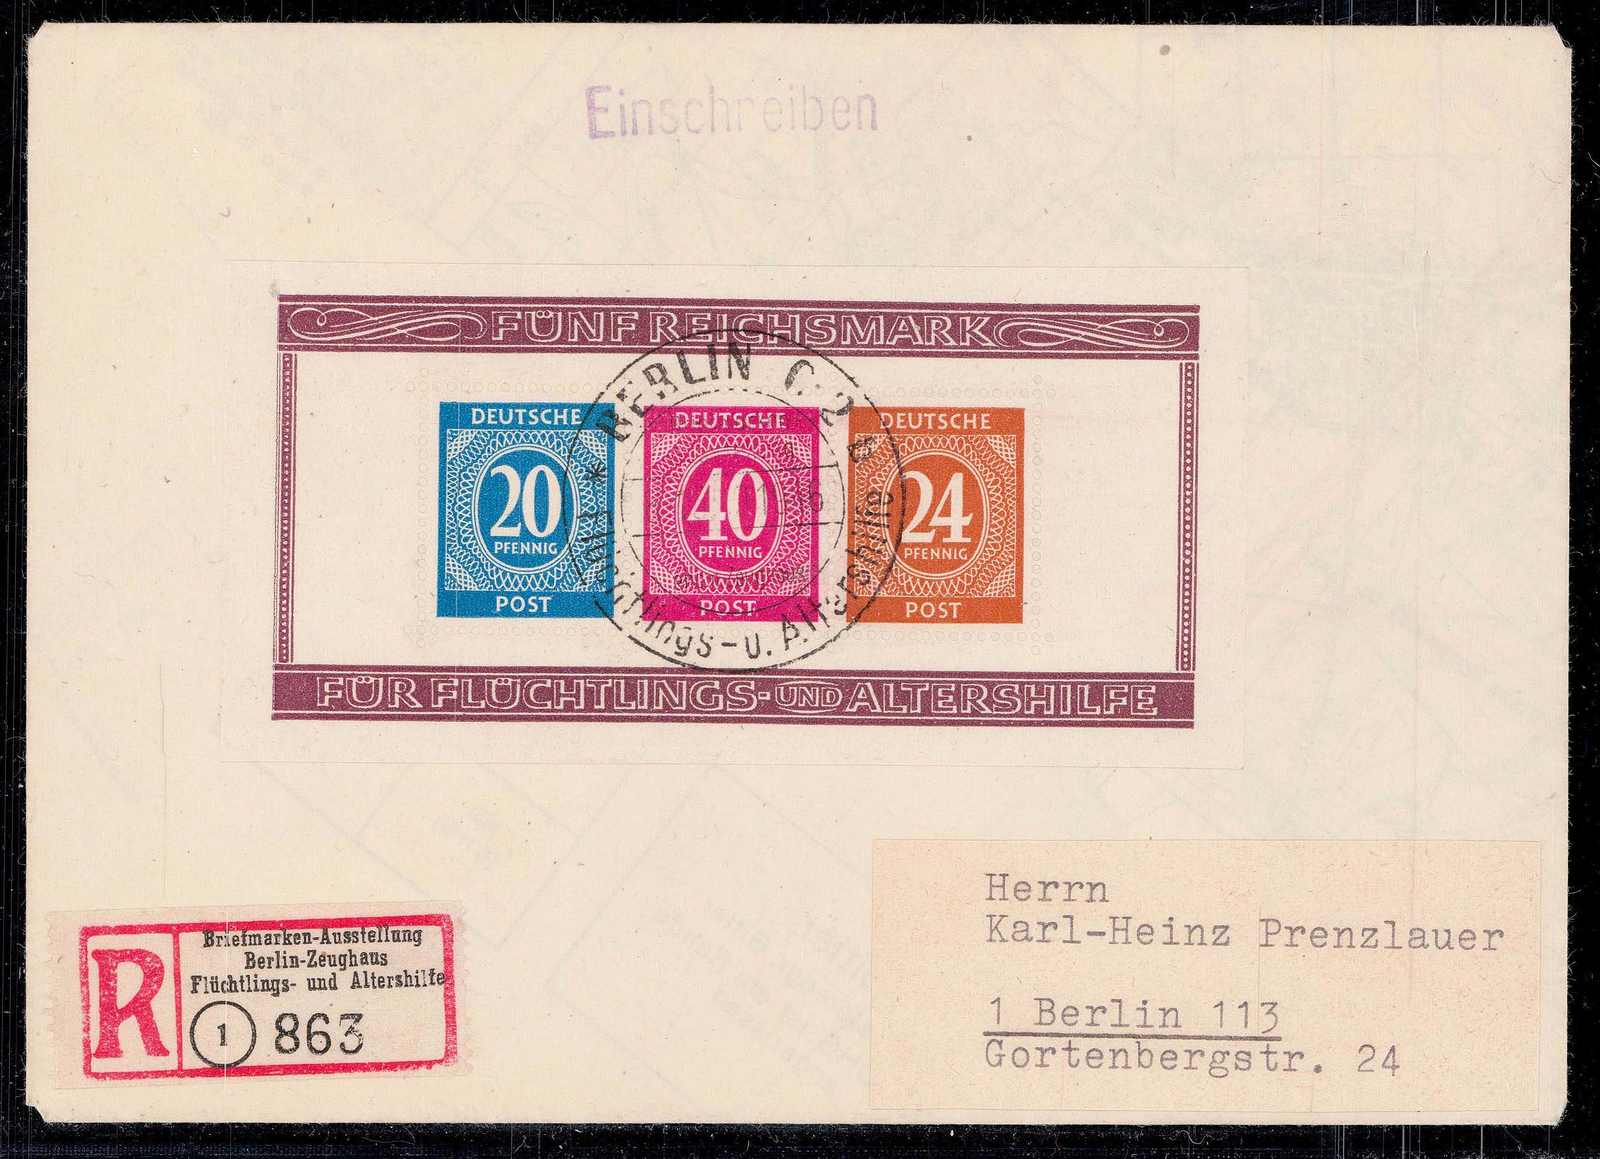 Einschreiben
FÜNF REICHSMARK
BERLIN C 2
DEUTSCHE
20
PFENNIG
POST
DEUTSCHE
40
PFENNIG
POST
DEUTSCHE
24
PFENNIG
POST
Flüchtlings-u. Altershilfe
FÜR FLÜCHTLINGS- UND ALTERSHILFE
R
Briefmarken-Ausstellung
Berlin-Zeughaus
Flüchtlings- und Altershilfe
1 863
Herrn
Karl-Heinz Prenzlauer
1 Berlin 113
Gortenbergstr. 24